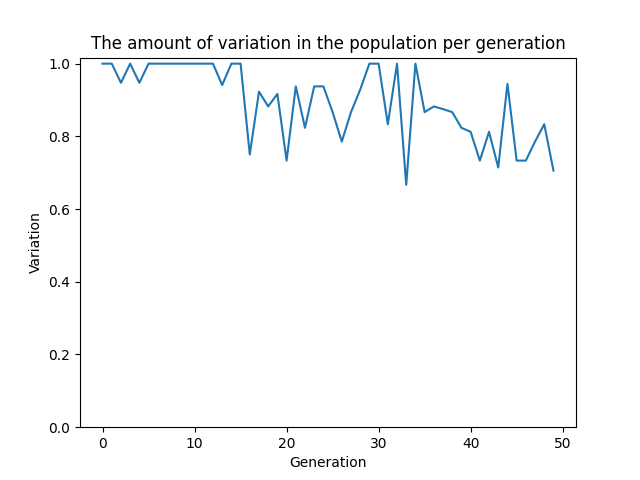 The amount of variation in the population per generation
1.0
0.8
0.6
0.4
0.2
0.0
Variation
0 10 20 30 40 50
Generation